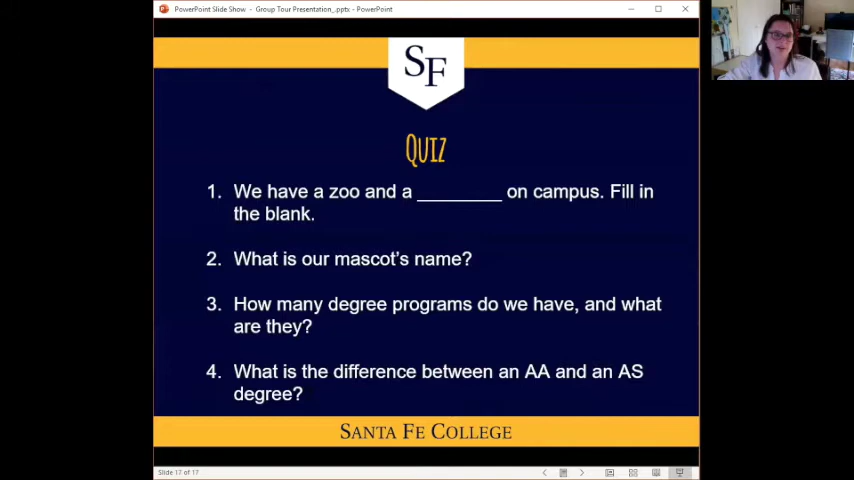 PowerPoint Slide Show - Group Tour Presentation_.pptx - PowerPoint
SF
QUIZ
1. We have a zoo and a ________ on campus. Fill in
the blank.
2. What is our mascot's name?
3. How many degree programs do we have, and what
are they?
4. What is the difference between an AA and an AS
degree?
SANTA FE COLLEGE
Slide 17 of 17